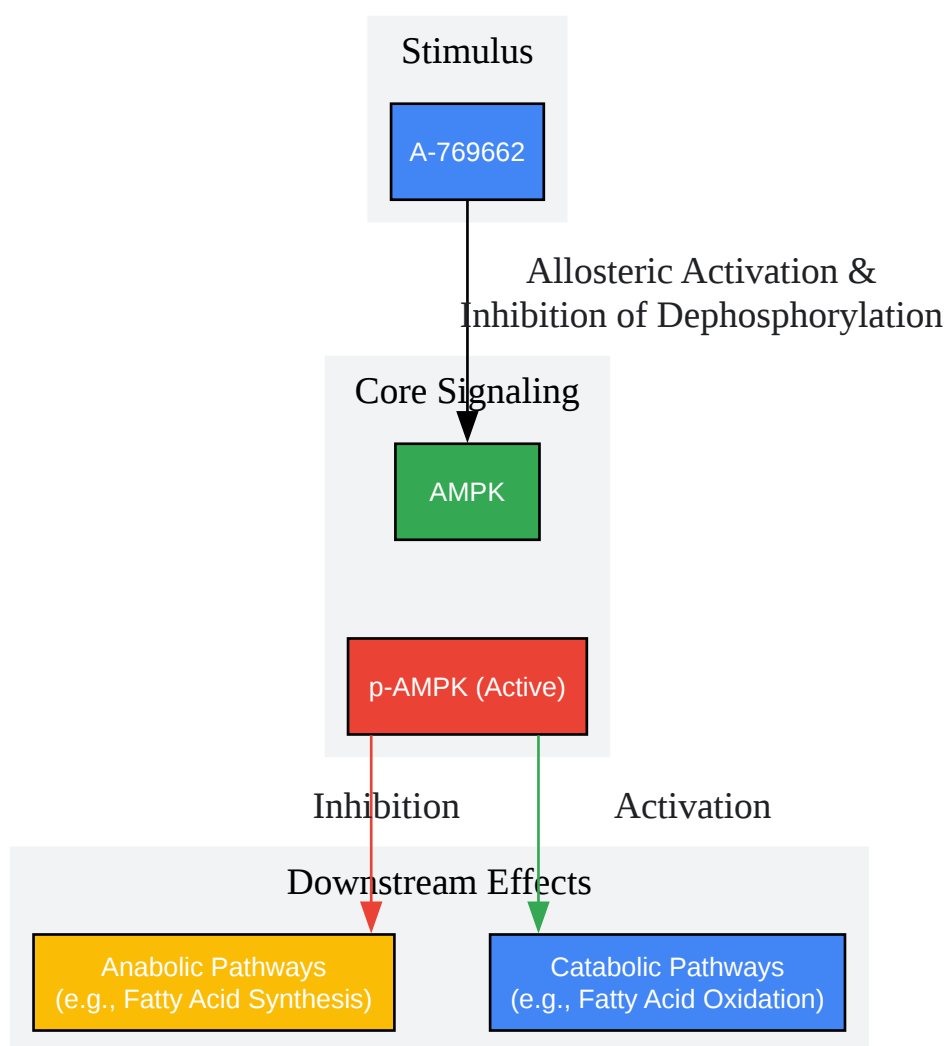 Stimulus
A-769662
Allosteric Activation &
Inhibition of Dephosphorylation
Core Signaling
AMPK
p-AMPK (Active)
Inhibition
Activation
Downstream Effects
Anabolic Pathways
(e.g., Fatty Acid Synthesis)
Catabolic Pathways
(e.g., Fatty Acid Oxidation)